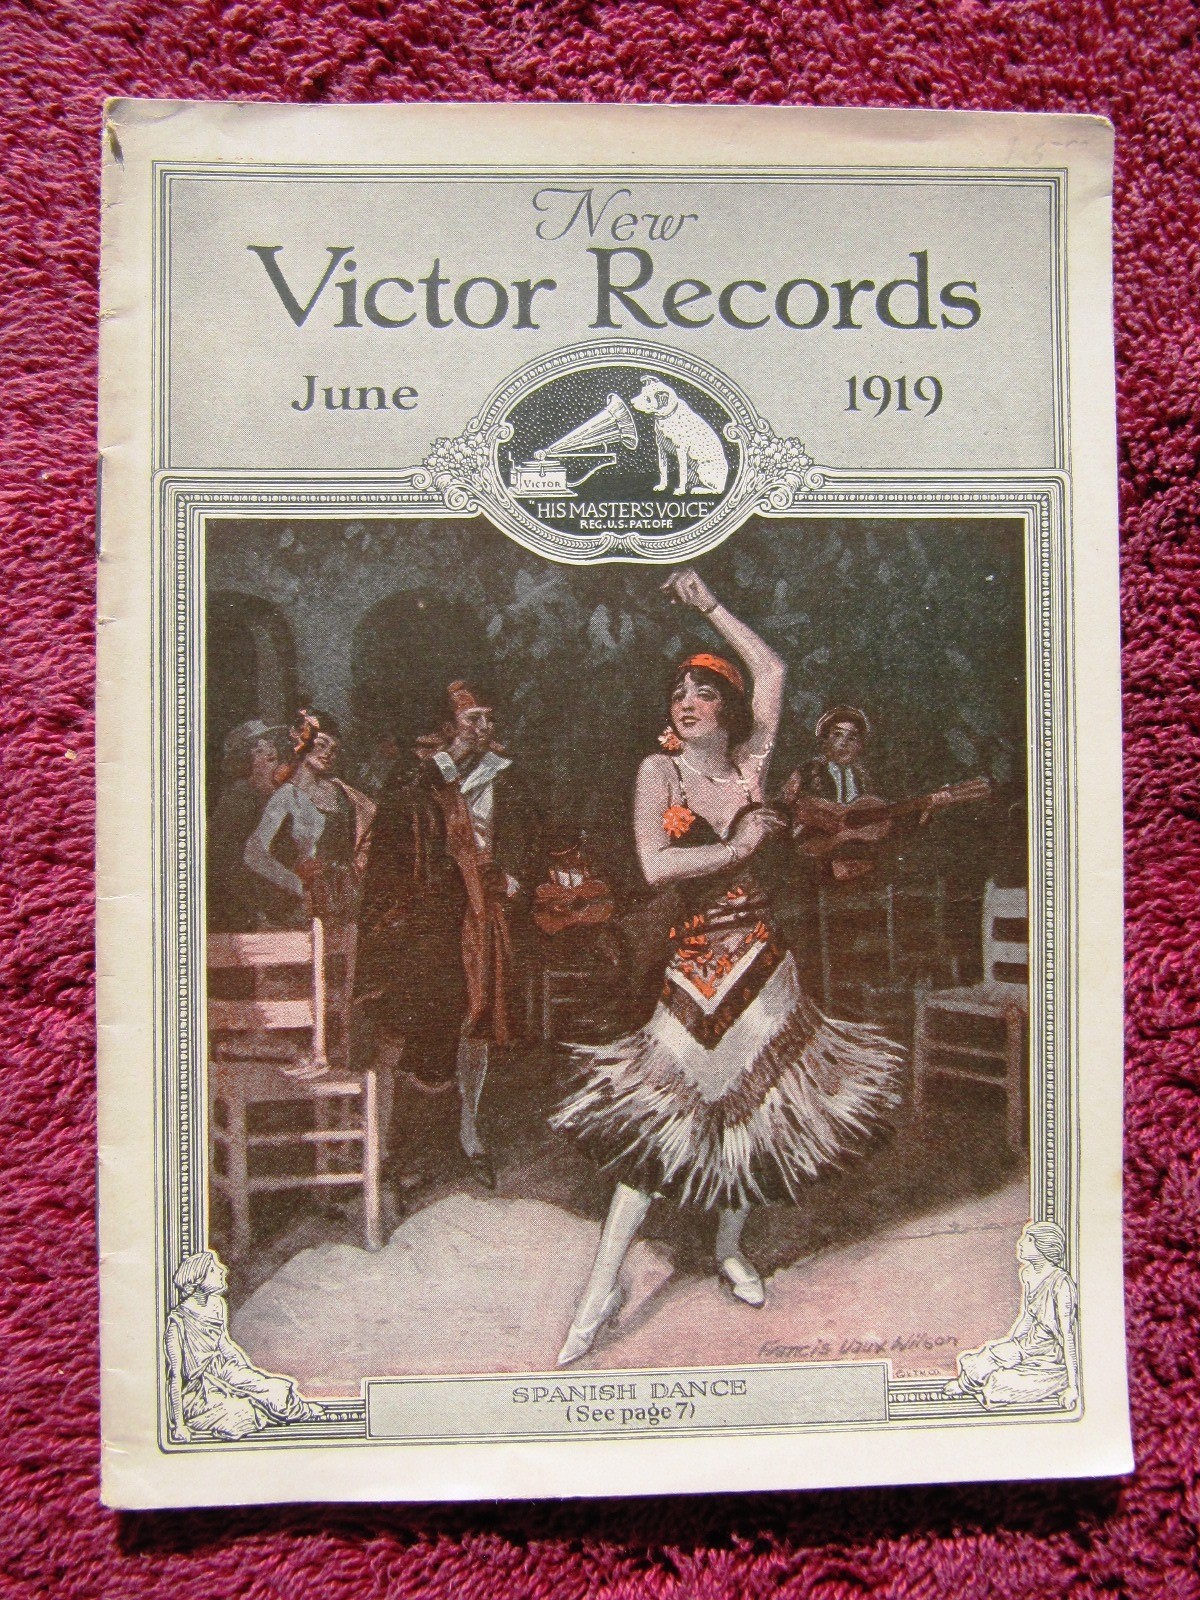 New
Victor Records
June 1919
VICTOR
"HIS MASTER'S VOICE"
REG. U.S. PAT. OFF.
Francis Vaux Wilson
SPANISH DANCE
(See page 7)